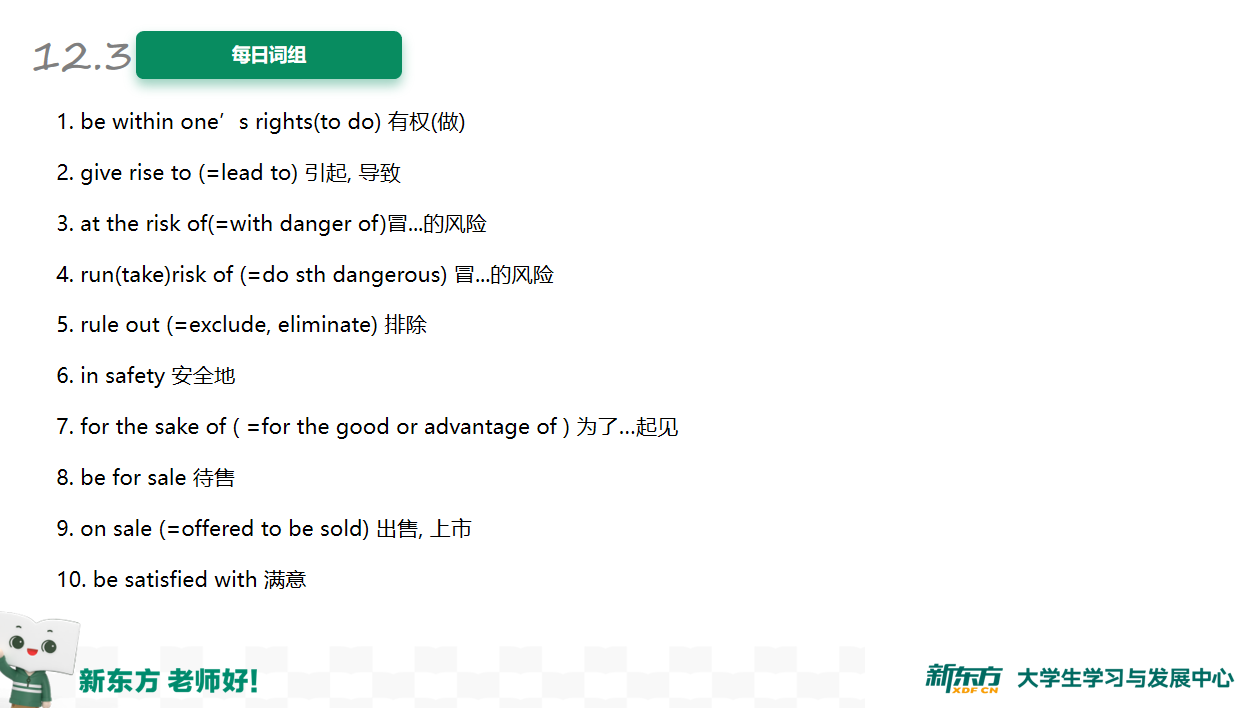 12.3 每日词组
1. be within one’s rights(to do) 有权(做)
2. give rise to (=lead to) 引起, 导致
3. at the risk of(=with danger of)冒...的风险
4. run(take)risk of (=do sth dangerous) 冒...的风险
5. rule out (=exclude, eliminate) 排除
6. in safety 安全地
7. for the sake of ( =for the good or advantage of ) 为了...起见
8. be for sale 待售
9. on sale (=offered to be sold) 出售, 上市
10. be satisfied with 满意
新东方 老师好!
新东方 XDF.CN 大学生学习与发展中心